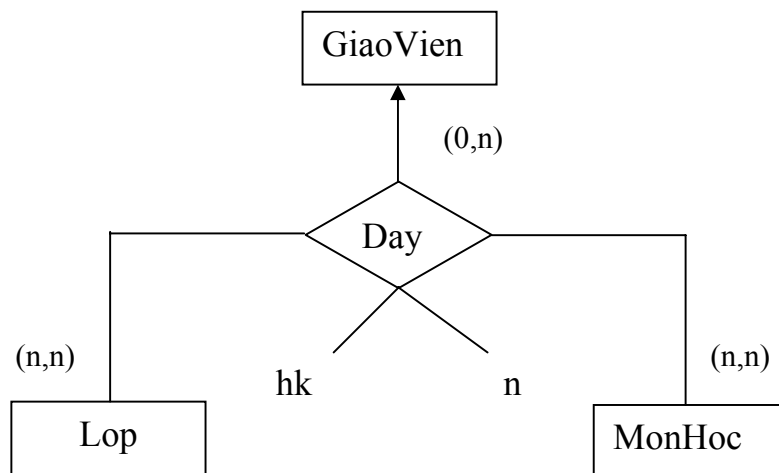 GiaoVien
(0,n)
Day
(n,n)
(n,n)
hk
n
Lop
MonHoc